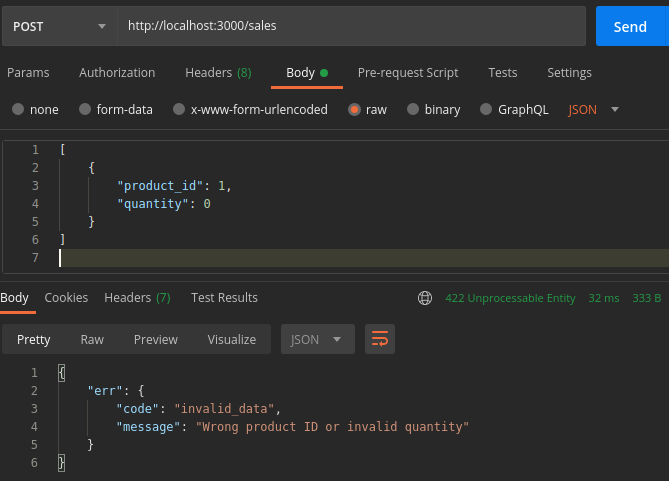 POST http://localhost:3000/sales Send
Params Authorization Headers (8) Body Pre-request Script Tests Settings
none form-data x-www-form-urlencoded raw binary GraphQL JSON
1 [
2 {
3 "product_id": 1,
4 "quantity": 0
5 }
6 ]
7
Body Cookies Headers (7) Test Results 422 Unprocessable Entity 32 ms 333 B
Pretty Raw Preview Visualize JSON
1 {
2 "err": {
3 "code": "invalid_data",
4 "message": "Wrong product ID or invalid quantity"
5 }
6 }